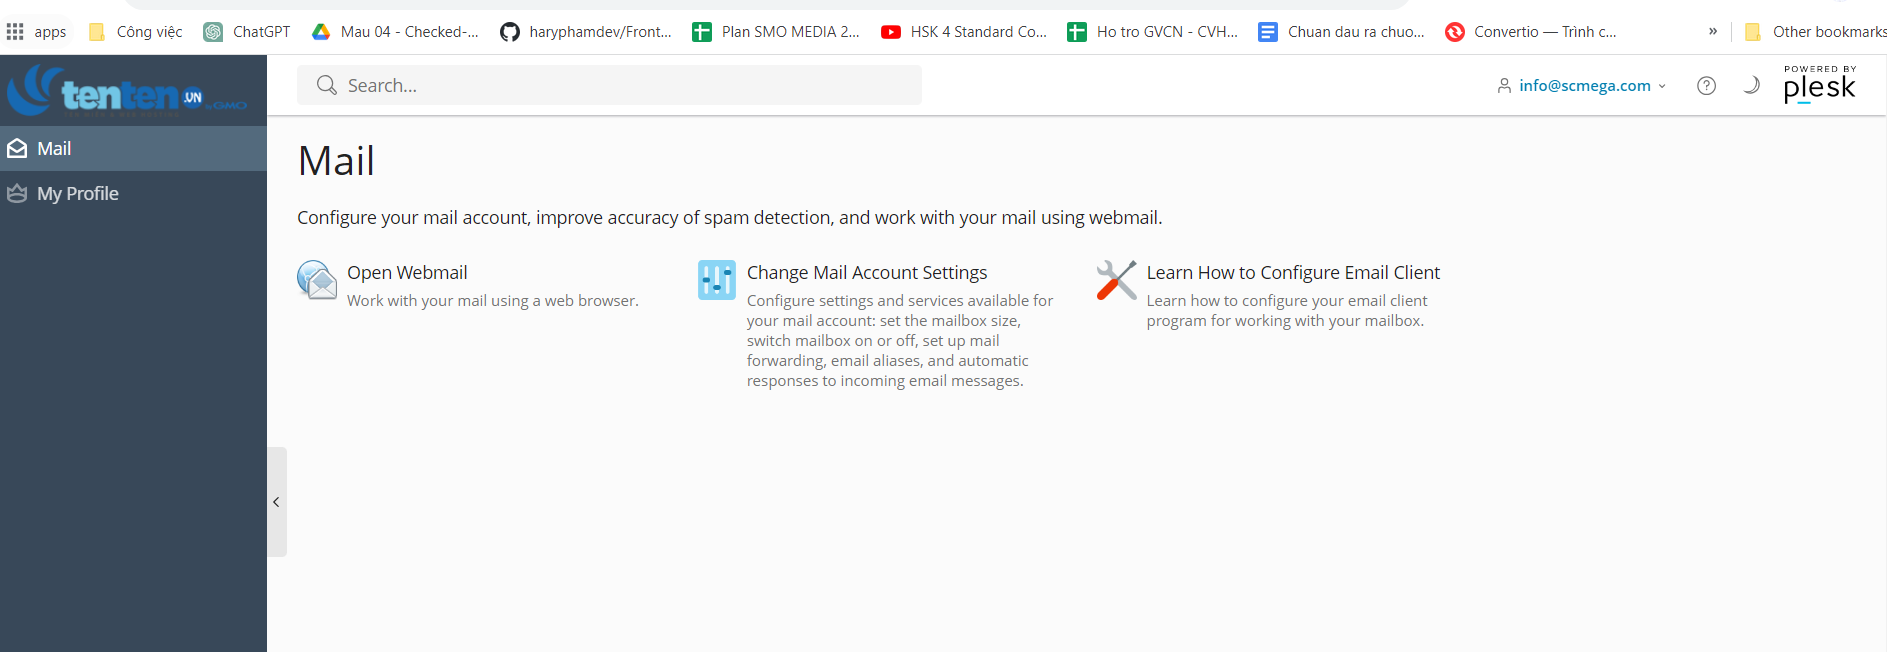 apps
Công việc
ChatGPT
Mau 04 - Checked-...
haryphamdev/Front...
Plan SMO MEDIA 2...
HSK 4 Standard Co...
Ho tro GVCN - CVH...
Chuan dau ra chuo...
Convertio — Trình c...
»
Other bookmarks
tenten.VN
by GMO
Search...
info@scmega.com
POWERED BY
plesk
Mail
My Profile
Mail
Configure your mail account, improve accuracy of spam detection, and work with your mail using webmail.
Open Webmail
Work with your mail using a web browser.
Change Mail Account Settings
Configure settings and services available for
your mail account: set the mailbox size,
switch mailbox on or off, set up mail
forwarding, email aliases, and automatic
responses to incoming email messages.
Learn How to Configure Email Client
Learn how to configure your email client
program for working with your mailbox.